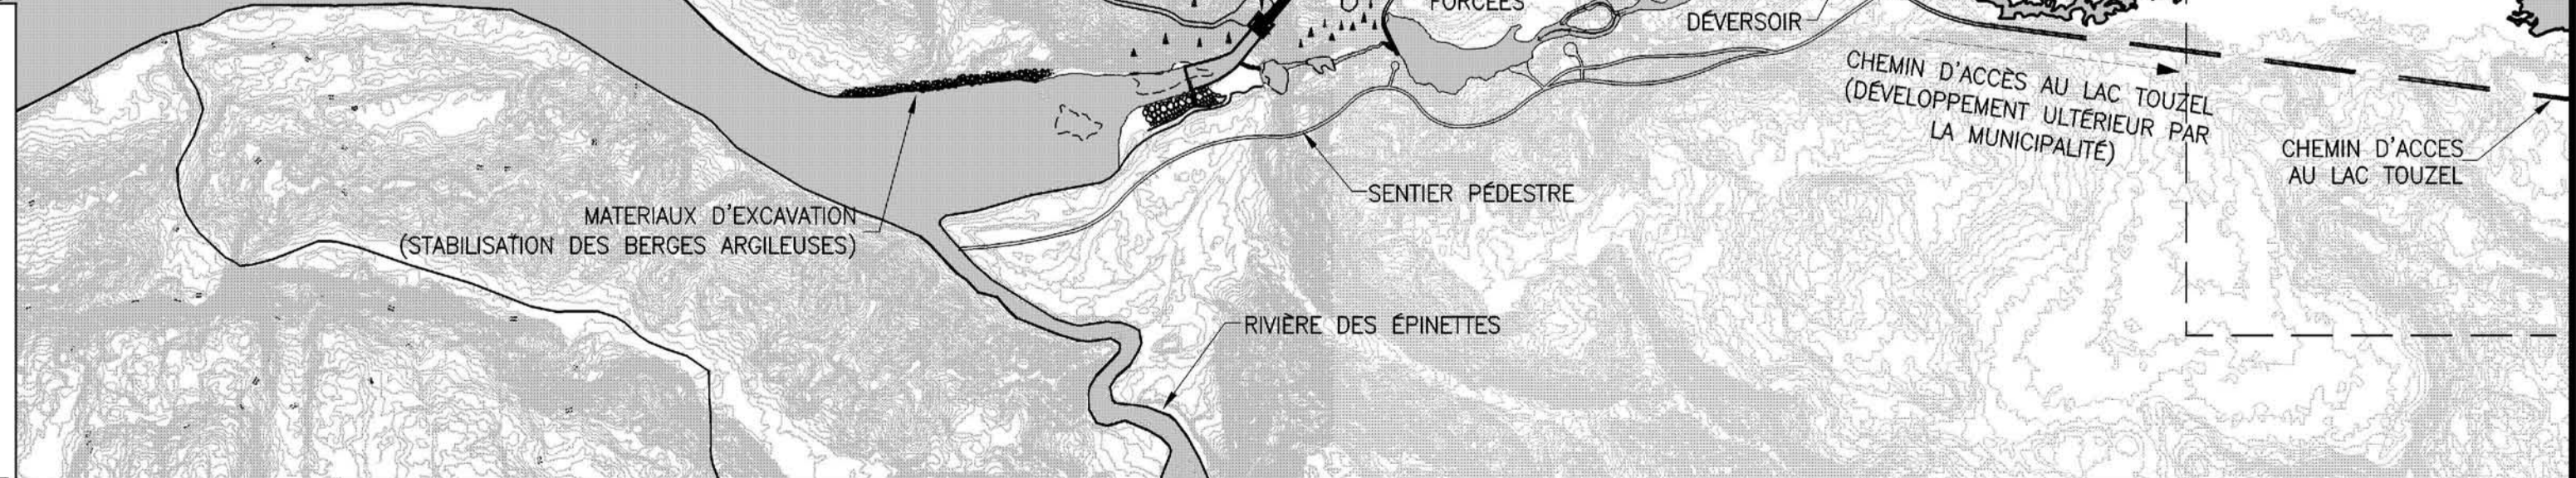 FORCÉES
DÉVERSOIR
CHEMIN D'ACCÈS AU LAC TOUZEL
(DÉVELOPPEMENT ULTÉRIEUR PAR
LA MUNICIPALITÉ)
CHEMIN D'ACCES
AU LAC TOUZEL
SENTIER PÉDESTRE
MATERIAUX D'EXCAVATION
(STABILISATION DES BERGES ARGILEUSES)
RIVIÈRE DES ÉPINETTES